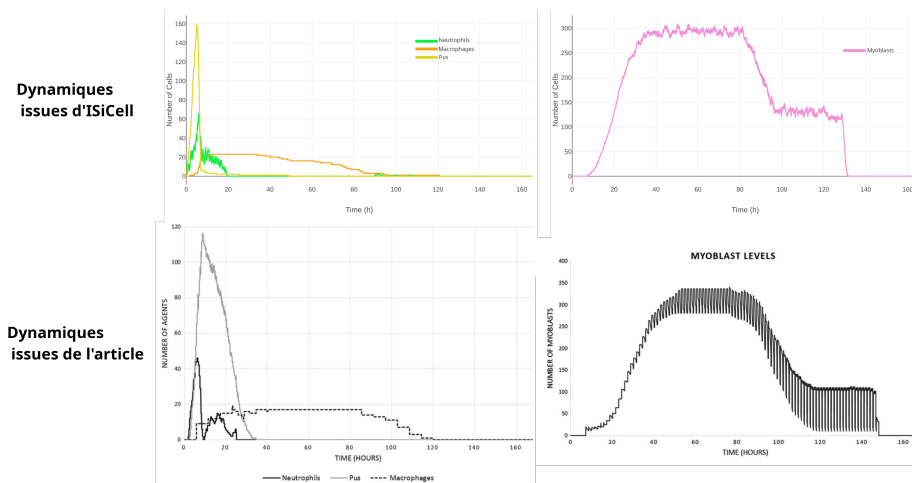 Dynamiques
issues d'ISiCell
Number of Cells
160
140
120
100
80
60
40
20
0
0 20 40 60 80 100 120 140 160
Time (h)
Neutrophils
Macrophages
Pus
Number of Cells
300
250
200
150
100
50
0
0 20 40 60 80 100 120 140 160
Time (h)
Myoblasts
Dynamiques
issues de l'article
NUMBER OF AGENTS
120
100
80
60
40
20
0
0 20 40 60 80 100 120 140 160
TIME (HOURS)
Neutrophils Pus Macrophages
MYOBLAST LEVELS
NUMBER OF MYOBLASTS
400
350
300
250
200
150
100
50
0
0 20 40 60 80 100 120 140 160
TIME (HOURS)